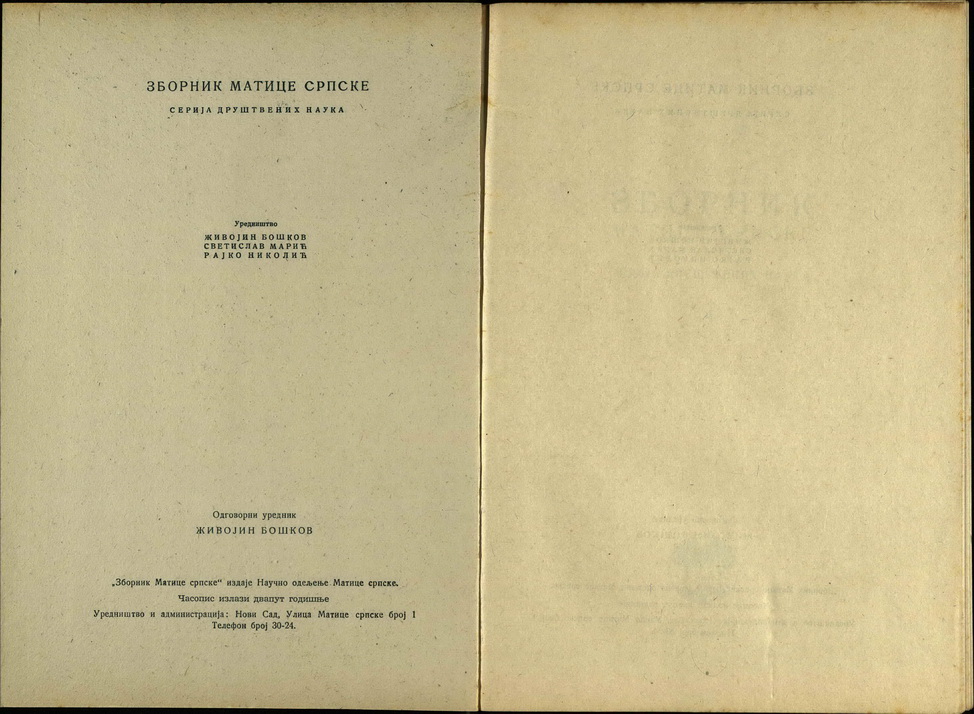 ЗБОРНИК МАТИЦЕ СРПСКЕ
СЕРИЈА ДРУШТВЕНИХ НАУКА
Уредништво
ЖИВОЈИН БОШКОВ
СВЕТИСЛАВ МАРИЋ
РАЈКО НИКОЛИЋ
Одговорни уредник
ЖИВОЈИН БОШКОВ
„Зборник Матице српске“ издаје Научно одељење Матице српске.
Часопис излази двапут годишње
Уредништво и администрација: Нови Сад, Улица Матице српске број 1
Телефон број 30-24.